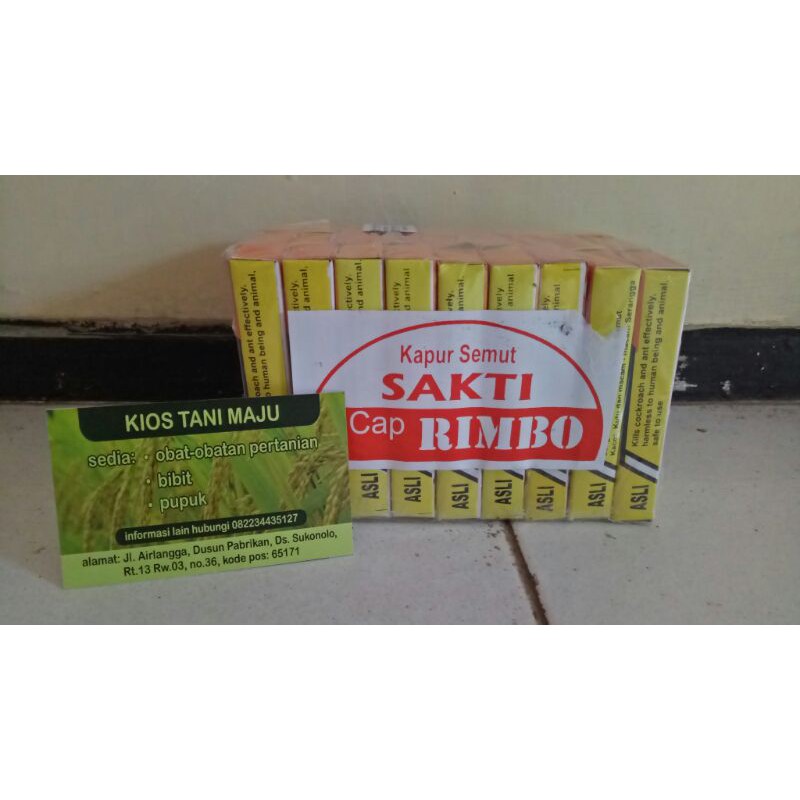 KIOS TANI MAJU
sedia: • obat-obatan pertanian
• bibit
• pupuk
informasi lain hubungi 082234435127
alamat: Jl. Airlangga, Dusun Pabrikan, Ds. Sukonolo,
Rt.13 Rw.03, no.36, kode pos: 65171
Kapur Semut
SAKTI
Cap RIMBO
Kills cockroach and ant effectively.
harmless to human being and animal.
safe to use
ASLI
ASLI
ASLI
ASLI
ASLI
ASLI
ASLI